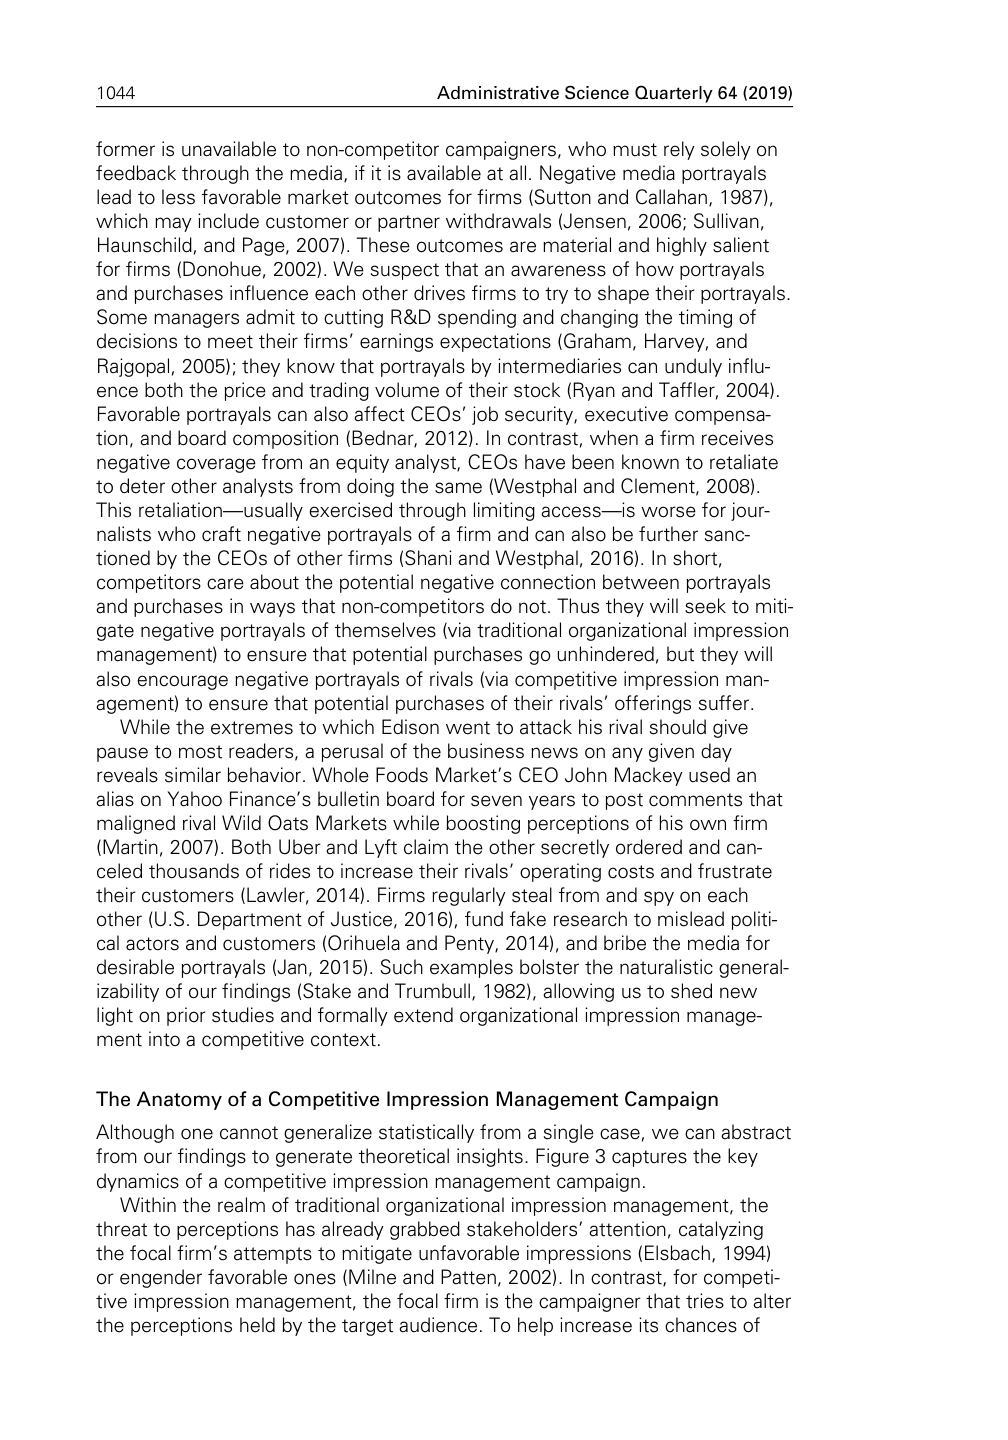 1044
Administrative Science Quarterly 64 (2019)
former is unavailable to non-competitor campaigners, who must rely solely on
feedback through the media, if it is available at all. Negative media portrayals
lead to less favorable market outcomes for firms (Sutton and Callahan, 1987),
which may include customer or partner withdrawals (Jensen, 2006; Sullivan,
Haunschild, and Page, 2007). These outcomes are material and highly salient
for firms (Donohue, 2002). We suspect that an awareness of how portrayals
and purchases influence each other drives firms to try to shape their portrayals.
Some managers admit to cutting R&D spending and changing the timing of
decisions to meet their firms' earnings expectations (Graham, Harvey, and
Rajgopal, 2005); they know that portrayals by intermediaries can unduly influ-
ence both the price and trading volume of their stock (Ryan and Taffler, 2004).
Favorable portrayals can also affect CEOs' job security, executive compensa-
tion, and board composition (Bednar, 2012). In contrast, when a firm receives
negative coverage from an equity analyst, CEOs have been known to retaliate
to deter other analysts from doing the same (Westphal and Clement, 2008).
This retaliation—usually exercised through limiting access—is worse for jour-
nalists who craft negative portrayals of a firm and can also be further sanc-
tioned by the CEOs of other firms (Shani and Westphal, 2016). In short,
competitors care about the potential negative connection between portrayals
and purchases in ways that non-competitors do not. Thus they will seek to miti-
gate negative portrayals of themselves (via traditional organizational impression
management) to ensure that potential purchases go unhindered, but they will
also encourage negative portrayals of rivals (via competitive impression man-
agement) to ensure that potential purchases of their rivals' offerings suffer.
While the extremes to which Edison went to attack his rival should give
pause to most readers, a perusal of the business news on any given day
reveals similar behavior. Whole Foods Market's CEO John Mackey used an
alias on Yahoo Finance's bulletin board for seven years to post comments that
maligned rival Wild Oats Markets while boosting perceptions of his own firm
(Martin, 2007). Both Uber and Lyft claim the other secretly ordered and can-
celed thousands of rides to increase their rivals' operating costs and frustrate
their customers (Lawler, 2014). Firms regularly steal from and spy on each
other (U.S. Department of Justice, 2016), fund fake research to mislead politi-
cal actors and customers (Orihuela and Penty, 2014), and bribe the media for
desirable portrayals (Jan, 2015). Such examples bolster the naturalistic general-
izability of our findings (Stake and Trumbull, 1982), allowing us to shed new
light on prior studies and formally extend organizational impression manage-
ment into a competitive context.
The Anatomy of a Competitive Impression Management Campaign
Although one cannot generalize statistically from a single case, we can abstract
from our findings to generate theoretical insights. Figure 3 captures the key
dynamics of a competitive impression management campaign.
Within the realm of traditional organizational impression management, the
threat to perceptions has already grabbed stakeholders' attention, catalyzing
the focal firm's attempts to mitigate unfavorable impressions (Elsbach, 1994)
or engender favorable ones (Milne and Patten, 2002). In contrast, for competi-
tive impression management, the focal firm is the campaigner that tries to alter
the perceptions held by the target audience. To help increase its chances of